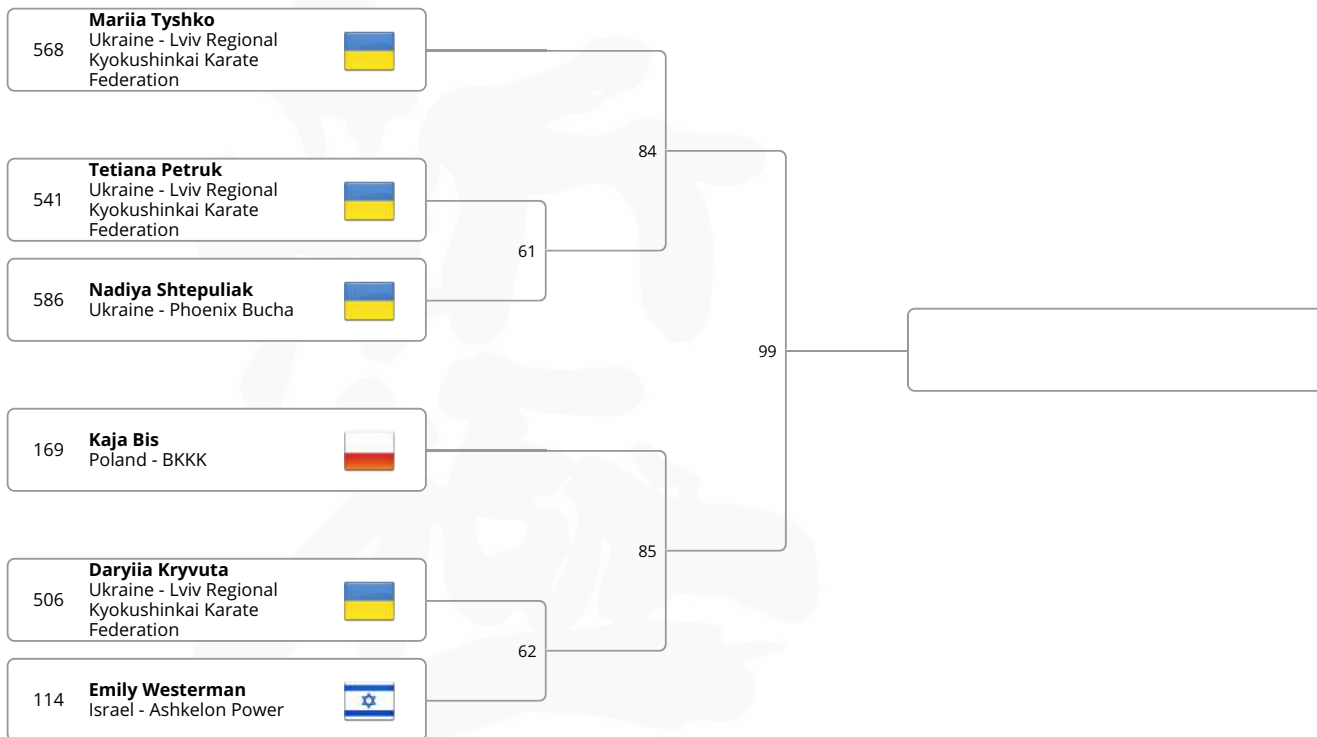 568
Mariia Tyshko
Ukraine - Lviv Regional
Kyokushinkai Karate
Federation
541
Tetiana Petruk
Ukraine - Lviv Regional
Kyokushinkai Karate
Federation
586
Nadiya Shtepuliak
Ukraine - Phoenix Bucha
169
Kaja Bis
Poland - BKKK
506
Daryiia Kryvuta
Ukraine - Lviv Regional
Kyokushinkai Karate
Federation
114
Emily Westerman
Israel - Ashkelon Power
61
62
84
85
99